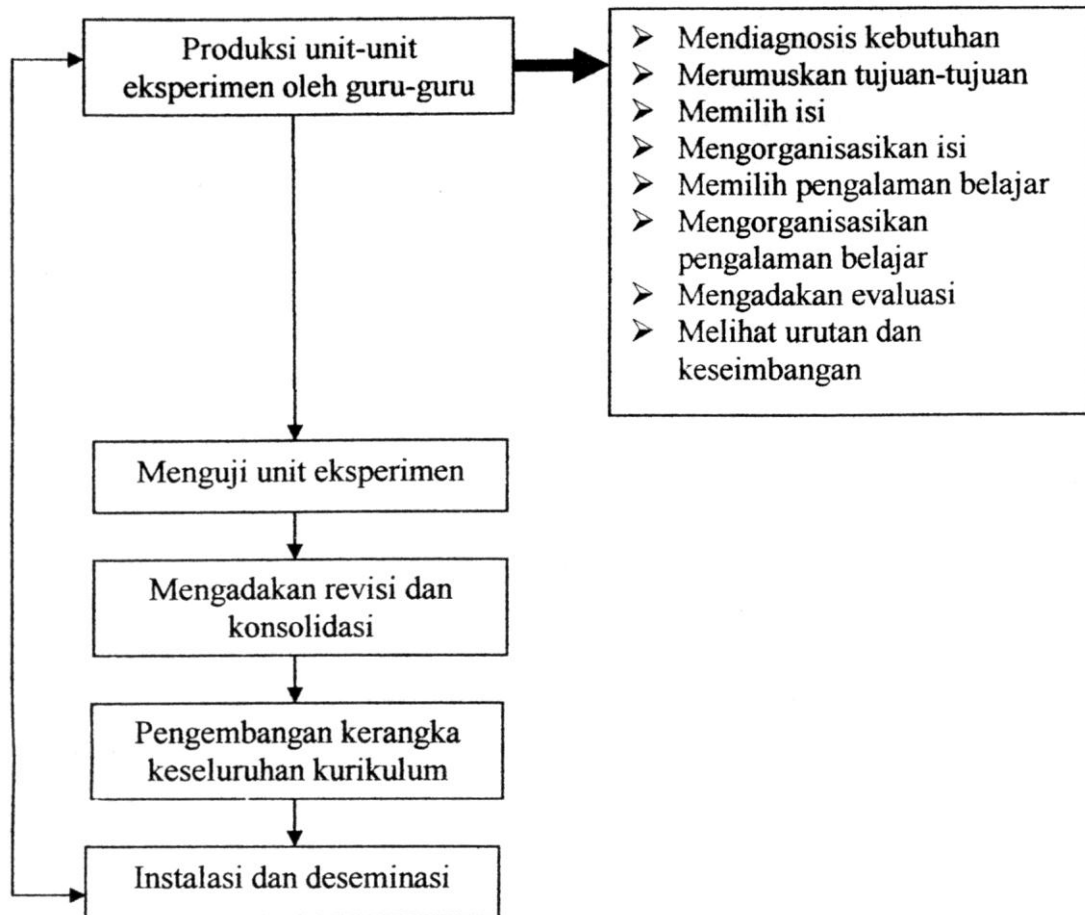 Produksi unit-unit
eksperimen oleh guru-guru
➢ Mendiagnosis kebutuhan
➢ Merumuskan tujuan-tujuan
➢ Memilih isi
➢ Mengorganisasikan isi
➢ Memilih pengalaman belajar
➢ Mengorganisasikan
pengalaman belajar
➢ Mengadakan evaluasi
➢ Melihat urutan dan
keseimbangan
Menguji unit eksperimen
Mengadakan revisi dan
konsolidasi
Pengembangan kerangka
keseluruhan kurikulum
Instalasi dan deseminasi